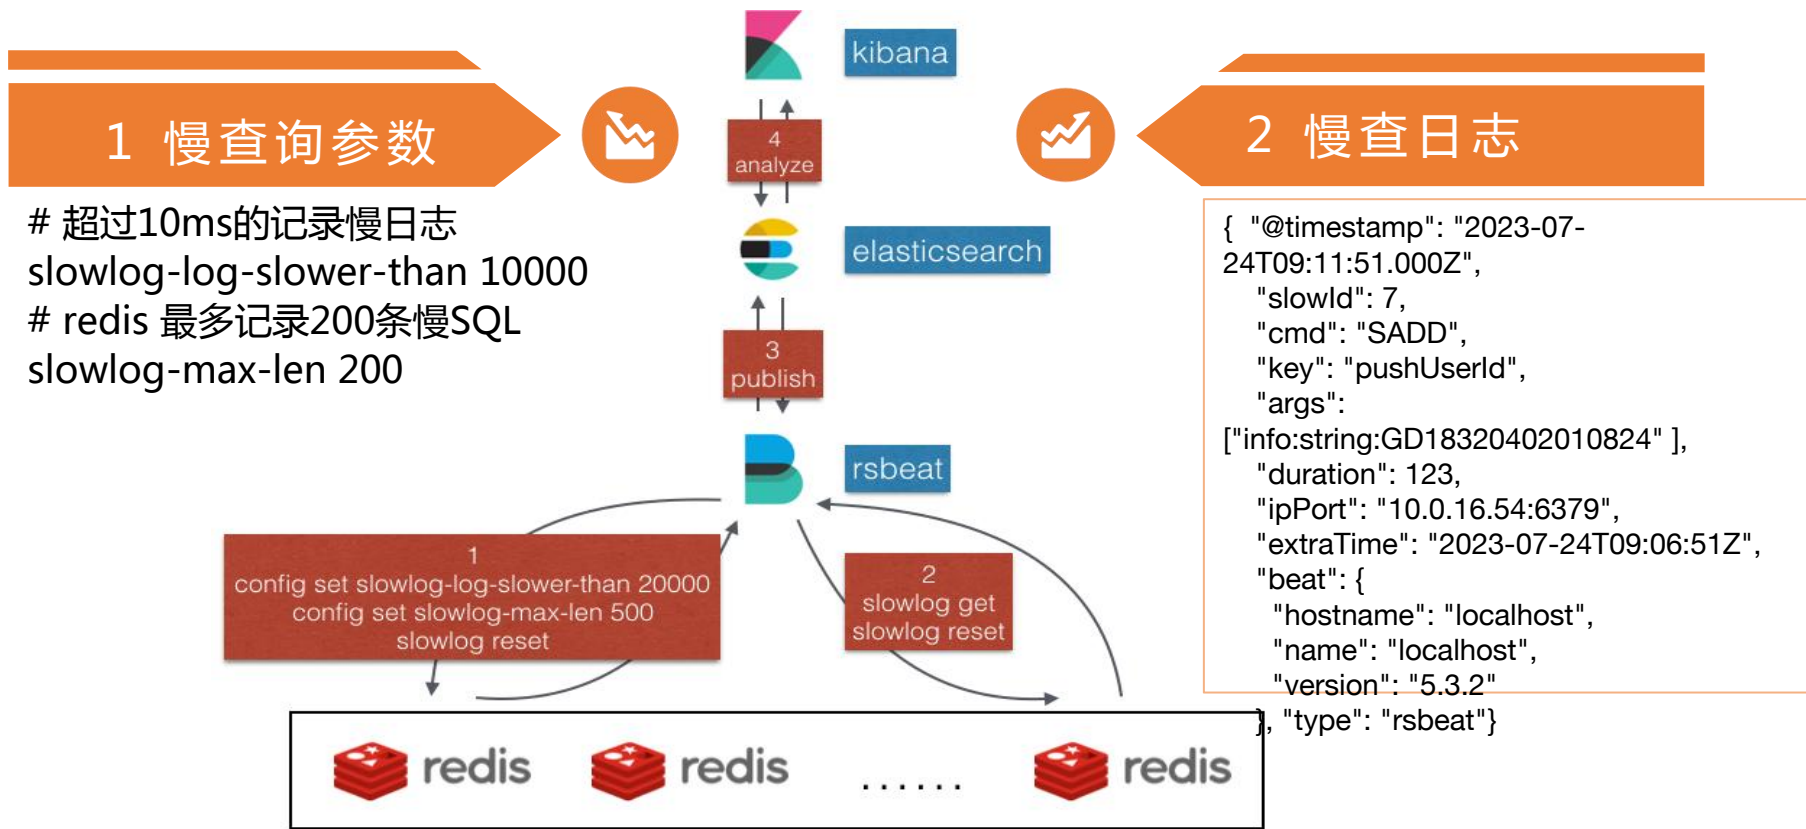 kibana
1 慢查询参数
2 慢查日志
4
analyze
# 超过10ms的记录慢日志
slowlog-log-slower-than 10000
# redis 最多记录200条慢SQL
slowlog-max-len 200
elasticsearch
3
publish
rsbeat
1
config set slowlog-log-slower-than 20000
config set slowlog-max-len 500
slowlog reset
2
slowlog get
slowlog reset
{ "@timestamp": "2023-07-
24T09:11:51.000Z",
"slowId": 7,
"cmd": "SADD",
"key": "pushUserId",
"args":
["info:string:GD18320402010824" ],
"duration": 123,
"ipPort": "10.0.16.54:6379",
"extraTime": "2023-07-24T09:06:51Z",
"beat": {
"hostname": "localhost",
"name": "localhost",
"version": "5.3.2"
}, "type": "rsbeat"}
redis
redis
......
redis